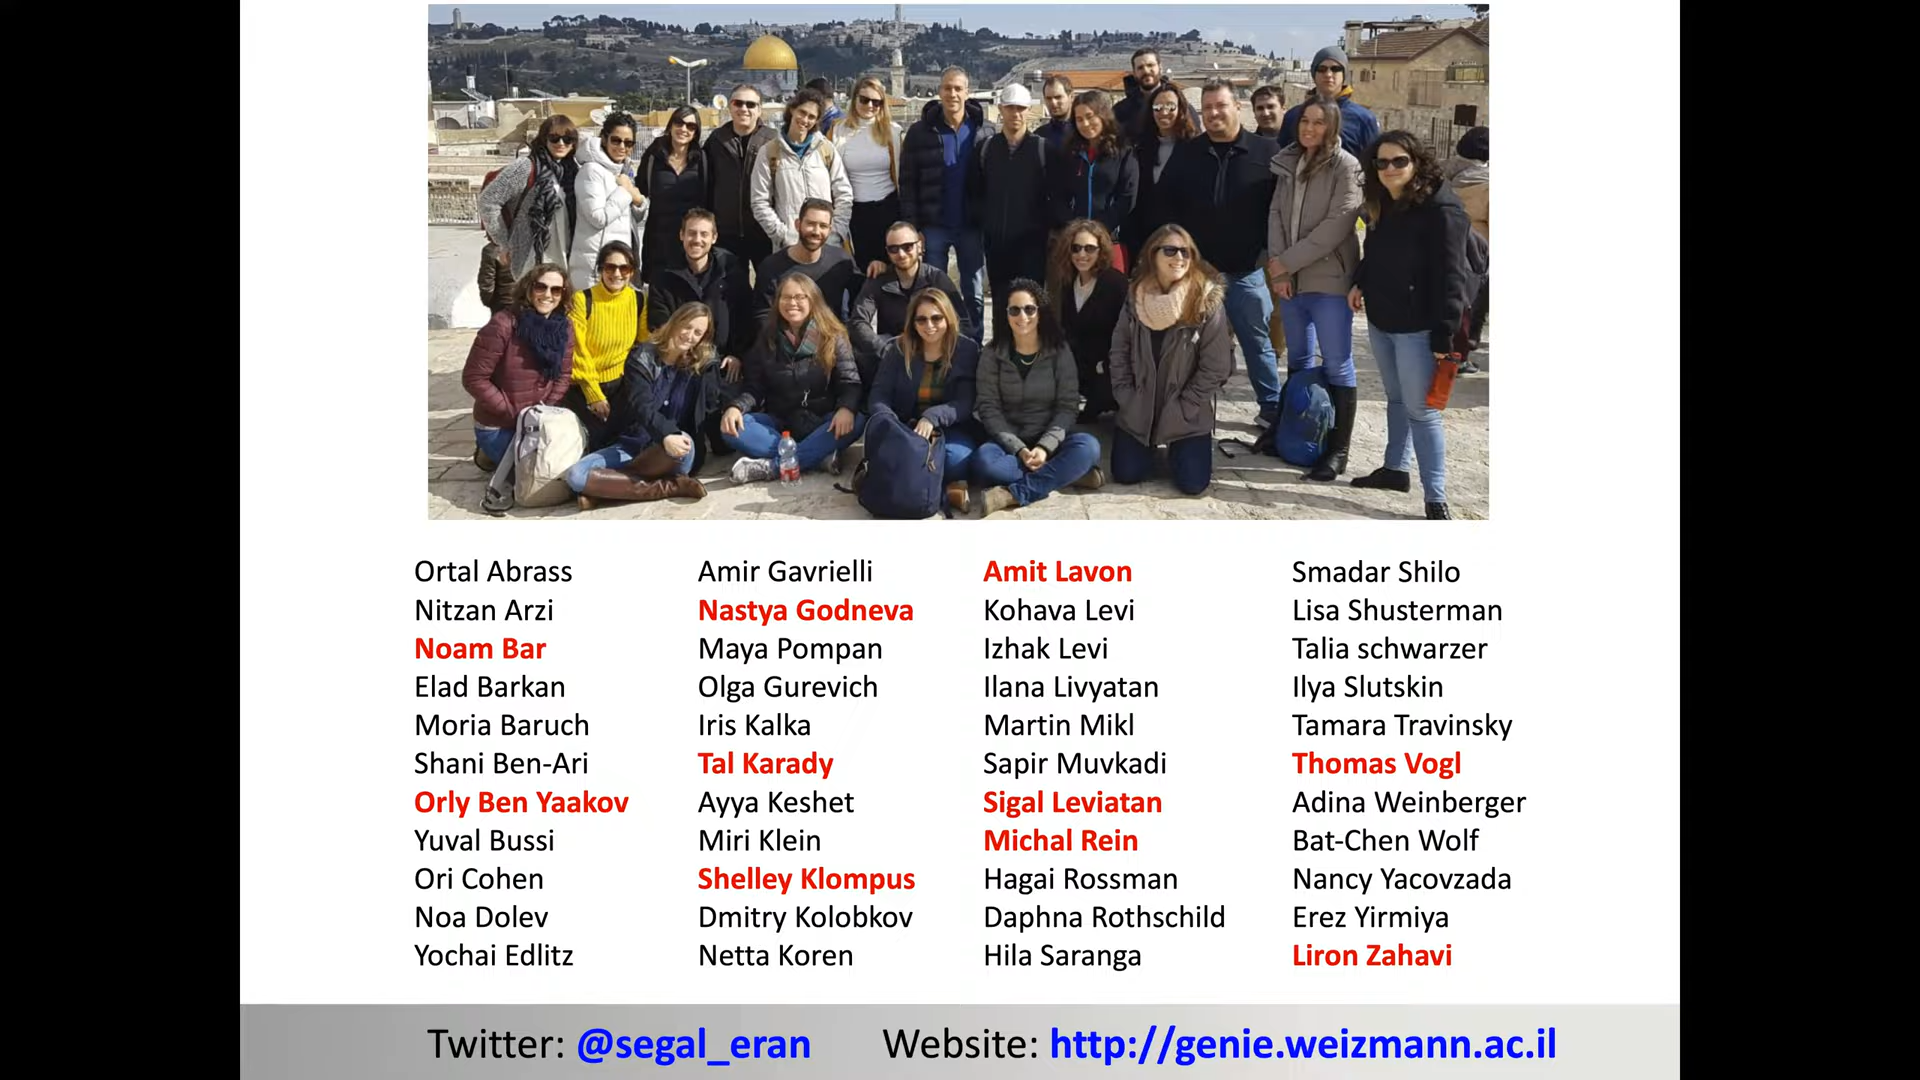 Ortal Abrass
Nitzan Arzi
Noam Bar
Elad Barkan
Moria Baruch
Shani Ben-Ari
Orly Ben Yaakov
Yuval Bussi
Ori Cohen
Noa Dolev
Yochai Edlitz
Amir Gavrielli
Nastya Godneva
Maya Pompan
Olga Gurevich
Iris Kalka
Tal Karady
Ayya Keshet
Miri Klein
Shelley Klompus
Dmitry Kolobkov
Netta Koren
Amit Lavon
Kohava Levi
Izhak Levi
Ilana Livyatan
Martin Mikl
Sapir Muvkadi
Sigal Leviatan
Michal Rein
Hagai Rossman
Daphna Rothschild
Hila Saranga
Smadar Shilo
Lisa Shusterman
Talia schwarzer
Ilya Slutskin
Tamara Travinsky
Thomas Vogl
Adina Weinberger
Bat-Chen Wolf
Nancy Yacovzada
Erez Yirmiya
Liron Zahavi
Twitter: @segal_eran Website: http://genie.weizmann.ac.il